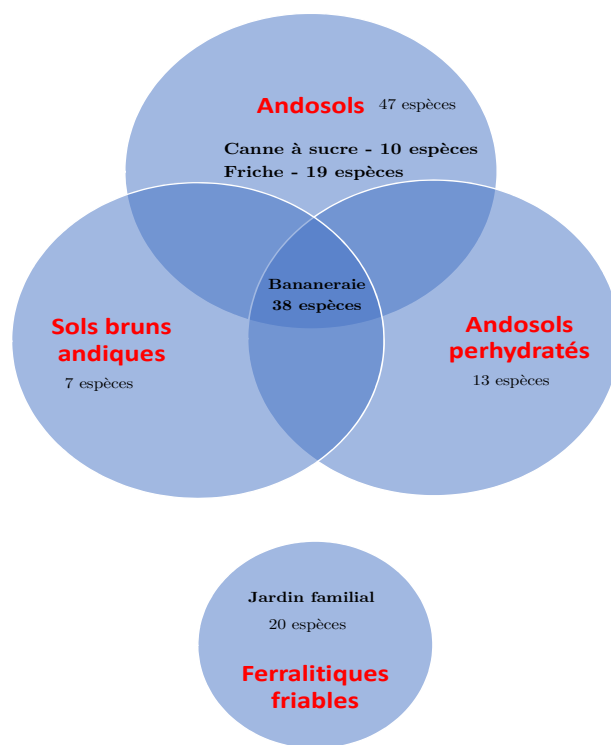 Andosols 47 espèces
Canne à sucre - 10 espèces
Friche - 19 espèces
Bananeraie
38 espèces
Sols bruns
andiques
7 espèces
Andosols
perhydratés
13 espèces
Jardin familial
20 espèces
Ferralitiques
friables